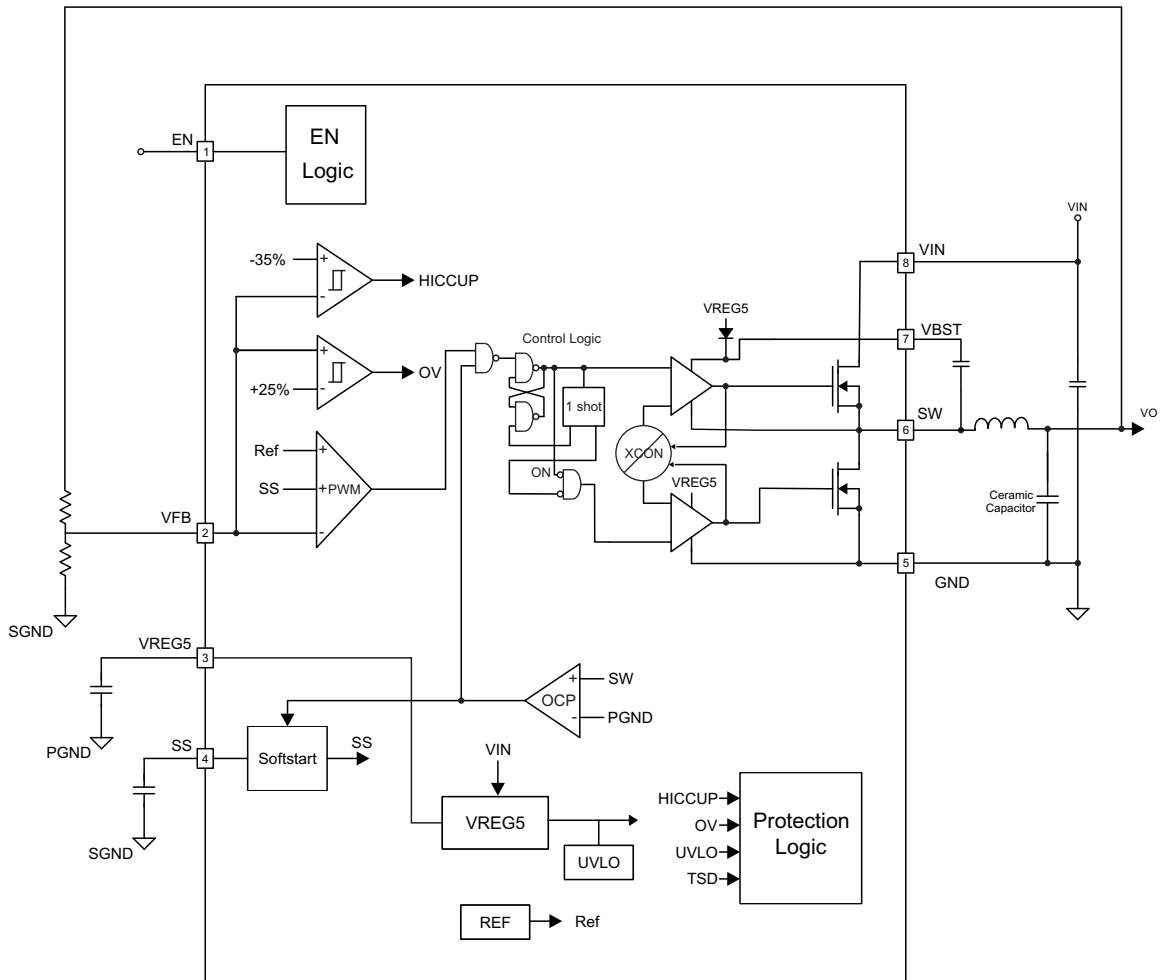 EN
1
EN
Logic
VIN
-35%
+
-
HICCUP
VIN
8
VREG5
VBST
7
Control Logic
+
+25%
-
OV
1 shot
SW
6
VO
Ref
+
SS
+
PWM
-
ON
XCON
VREG5
Ceramic
Capacitor
VFB
2
5
GND
SGND
VREG5
3
+
SW
OCP
-
PGND
PGND
SS
4
Softstart
SS
VIN
SGND
VREG5
UVLO
HICCUP
OV
UVLO
TSD
Protection
Logic
REF
Ref